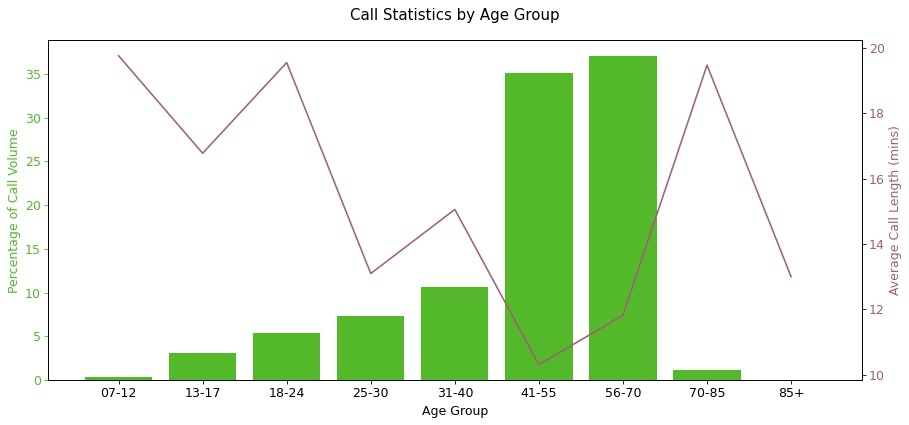 Call Statistics by Age Group
Percentage of Call Volume
35
30
25
20
15
10
5
0
20
18
16
14
12
10
Average Call Length (mins)
07-12 13-17 18-24 25-30 31-40 41-55 56-70 70-85 85+
Age Group